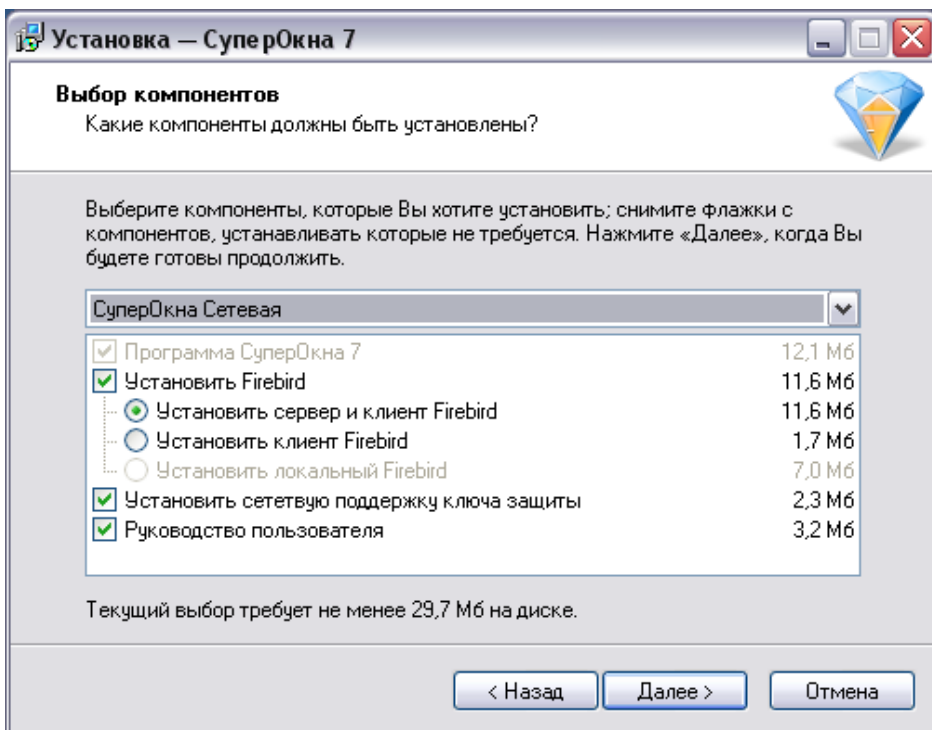 Установка — СуперОкна 7
Выбор компонентов
Какие компоненты должны быть установлены?
Выберите компоненты, которые Вы хотите установить; снимите флажки с
компонентов, устанавливать которые не требуется. Нажмите «Далее», когда Вы
будете готовы продолжить.
СуперОкна Сетевая
Программа СуперОкна 7 12,1 Мб
Установить Firebird 11,6 Мб
Установить сервер и клиент Firebird 11,6 Мб
Установить клиент Firebird 1,7 Мб
Установить локальный Firebird 7,0 Мб
Установить сететвую поддержку ключа защиты 2,3 Мб
Руководство пользователя 3,2 Мб
Текущий выбор требует не менее 29,7 Мб на диске.
< Назад Далее > Отмена